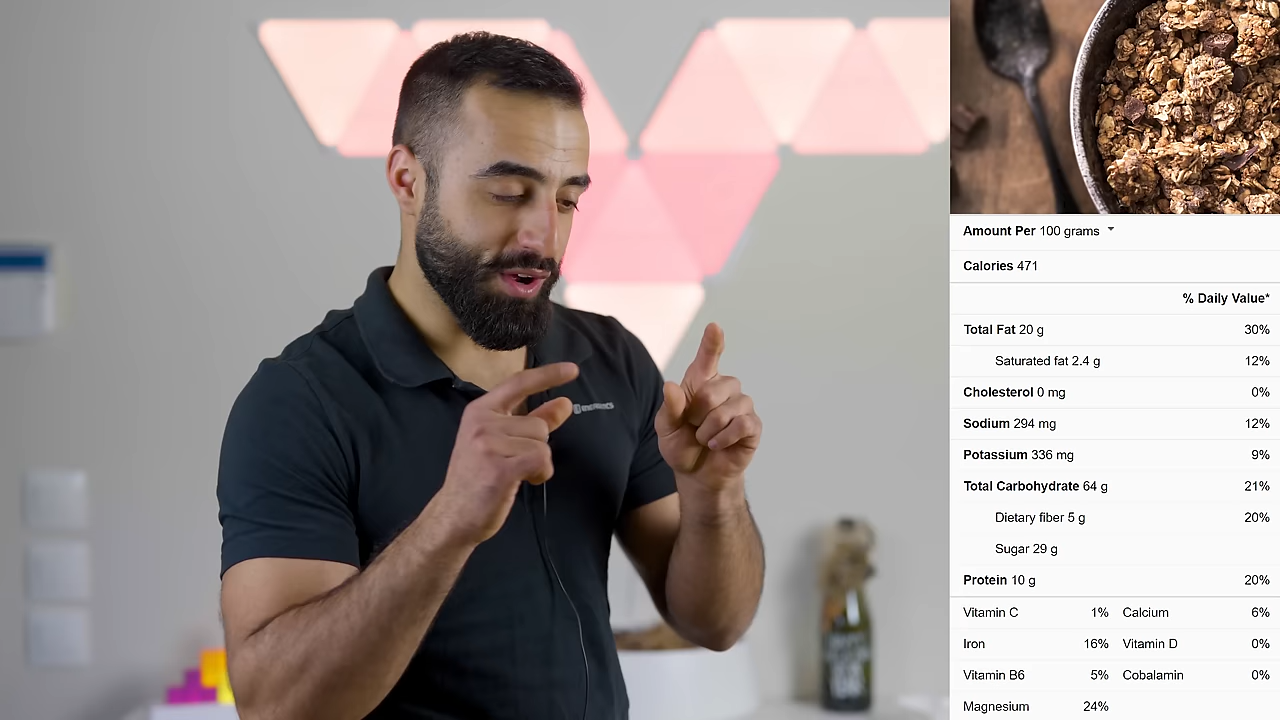 Amount Per 100 grams
Calories 471
% Daily Value*
Total Fat 20 g 30%
Saturated fat 2.4 g 12%
Cholesterol 0 mg 0%
Sodium 294 mg 12%
Potassium 336 mg 9%
Total Carbohydrate 64 g 21%
Dietary fiber 5 g 20%
Sugar 29 g
Protein 10 g 20%
Vitamin C 1% Calcium 6%
Iron 16% Vitamin D 0%
Vitamin B6 5% Cobalamin 0%
Magnesium 24%